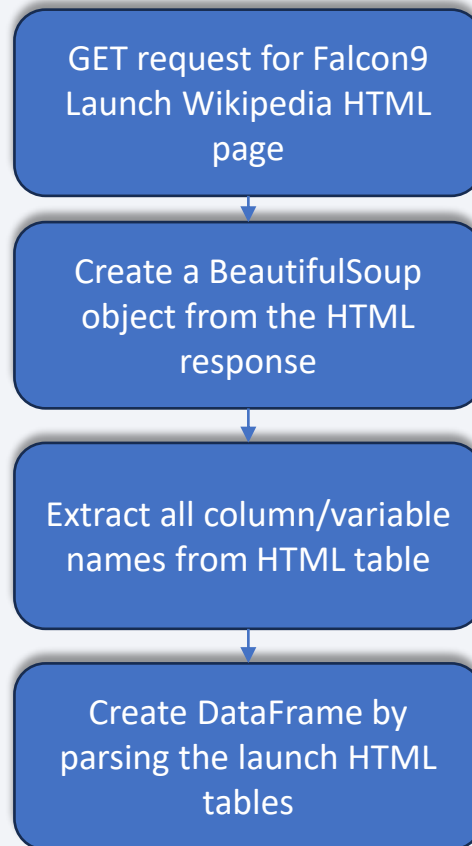 GET request for Falcon9
Launch Wikipedia HTML
page
Create a BeautifulSoup
object from the HTML
response
Extract all column/variable
names from HTML table
Create DataFrame by
parsing the launch HTML
tables